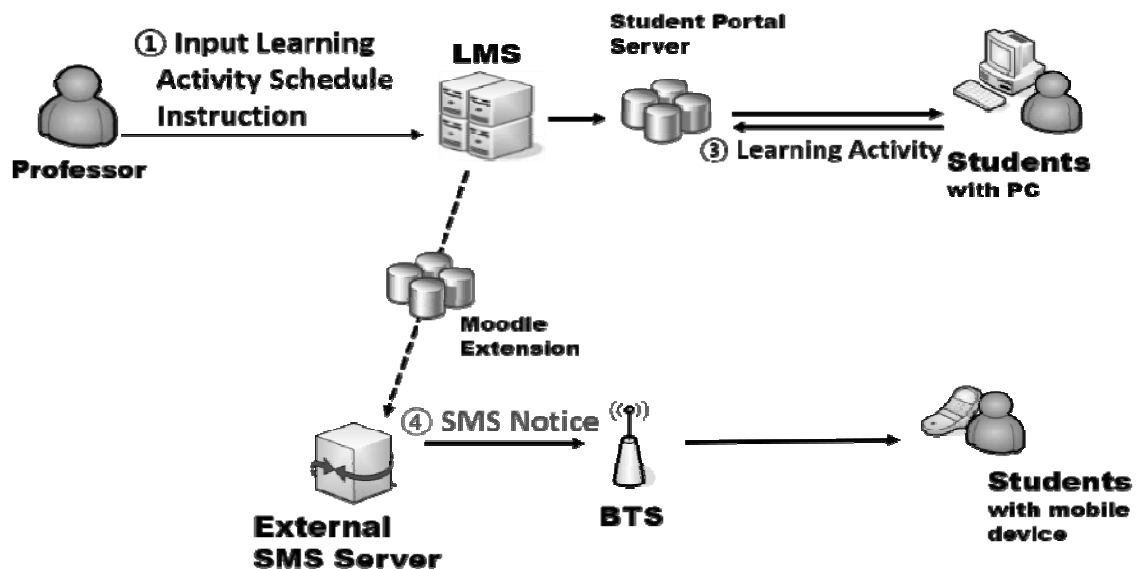 ① Input Learning
Activity Schedule
Instruction
Professor
LMS
Student Portal
Server
③ Learning Activity
Students
with PC
Moodle
Extension
④ SMS Notice
External
SMS Server
BTS
Students
with mobile
device